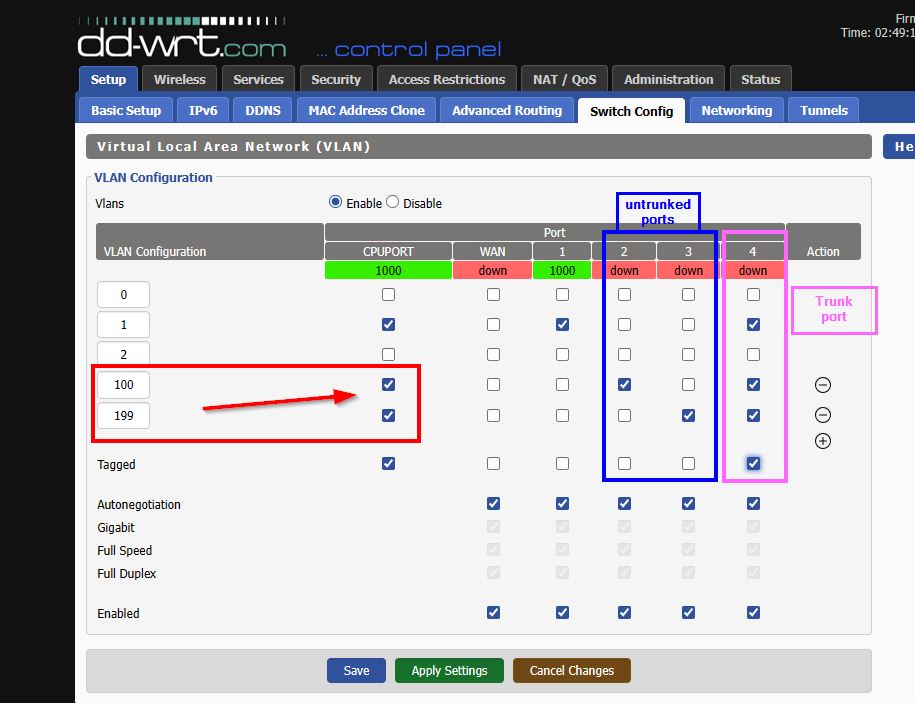 Firm
dd-wrt.com ... control panel
Time: 02:49:1
Setup Wireless Services Security Access Restrictions NAT / QoS Administration Status
Basic Setup IPv6 DDNS MAC Address Clone Advanced Routing Switch Config Networking Tunnels
Virtual Local Area Network (VLAN)
He
VLAN Configuration
Vlans Enable Disable
untrunked
ports
Port
VLAN Configuration CPUPORT WAN 1 2 3 4 Action
1000 down 1000 down down down
0
Trunk
port
1
2
100
199
Tagged
Autonegotiation
Gigabit
Full Speed
Full Duplex
Enabled
Save Apply Settings Cancel Changes